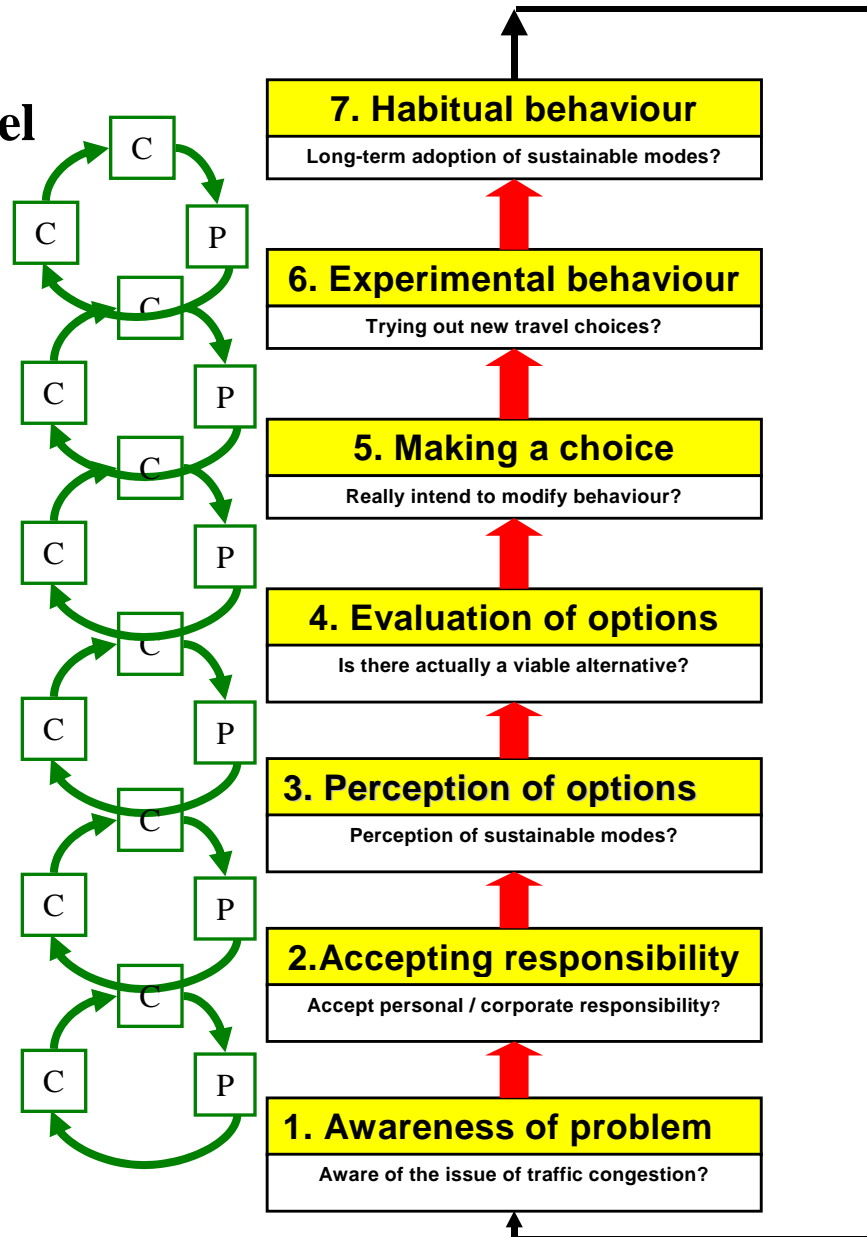 el
C
C
P
C
C
P
C
C
P
C
C
P
C
C
P
C
C
P
7. Habitual behaviour
Long-term adoption of sustainable modes?
6. Experimental behaviour
Trying out new travel choices?
5. Making a choice
Really intend to modify behaviour?
4. Evaluation of options
Is there actually a viable alternative?
3. Perception of options
Perception of sustainable modes?
2.Accepting responsibility
Accept personal / corporate responsibility?
1. Awareness of problem
Aware of the issue of traffic congestion?